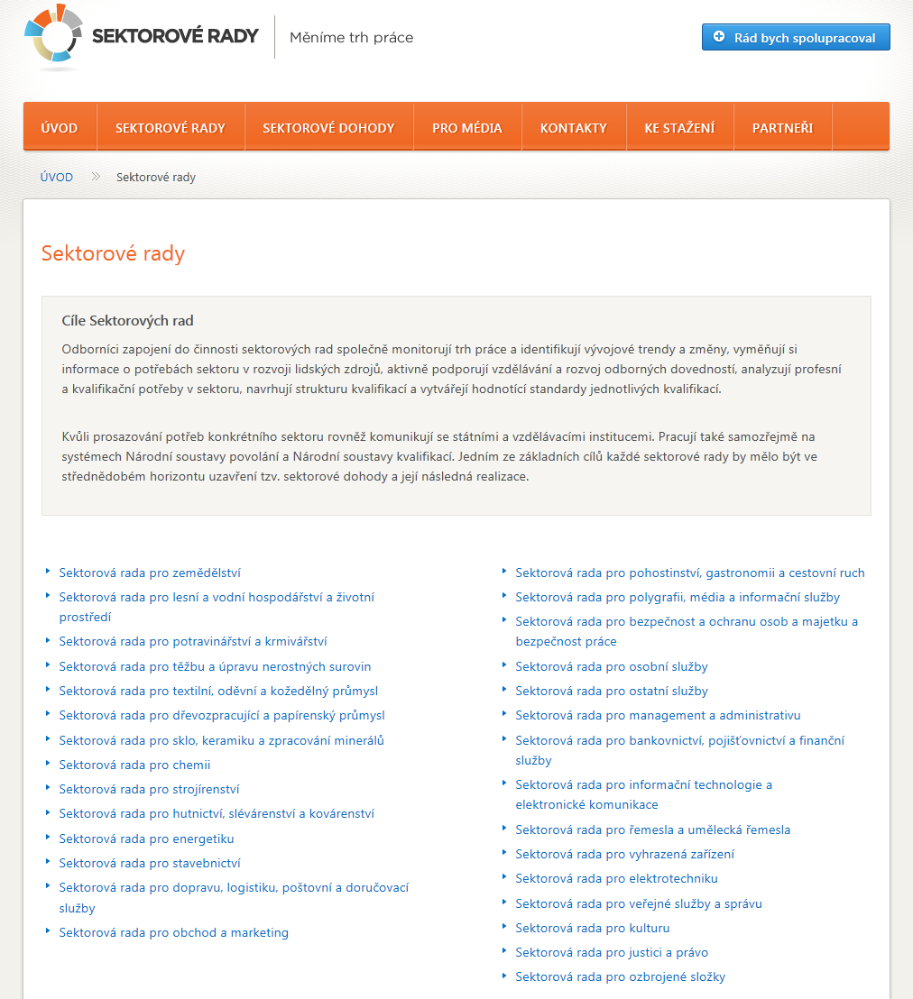 SEKTOROVÉ RADY
Měníme trh práce
Rád bych spolupracoval
ÚVOD
SEKTOROVÉ RADY
SEKTOROVÉ DOHODY
PRO MÉDIA
KONTAKTY
KE STAŽENÍ
PARTNEŘI
ÚVOD
Sektorové rady
Sektorové rady
Cíle Sektorových rad
Odborníci zapojení do činnosti sektorových rad společně monitorují trh práce a identifikují vývojové trendy a změny, vyměňují si
informace o potřebách sektoru v rozvoji lidských zdrojů, aktivně podporují vzdělávání a rozvoj odborných dovedností, analyzují profesní
a kvalifikační potřeby v sektoru, navrhují strukturu kvalifikací a vytvářejí hodnotící standardy jednotlivých kvalifikací.
Kvůli prosazování potřeb konkrétního sektoru rovněž komunikují se státními a vzdělávacími institucemi. Pracují také samozřejmě na
systémech Národní soustavy povolání a Národní soustavy kvalifikací. Jedním ze základních cílů každé sektorové rady by mělo být ve
střednědobém horizontu uzavření tzv. sektorové dohody a její následná realizace.
Sektorová rada pro zemědělství
Sektorová rada pro lesní a vodní hospodářství a životní
prostředí
Sektorová rada pro potravinářství a krmivářství
Sektorová rada pro těžbu a úpravu nerostných surovin
Sektorová rada pro textilní, oděvní a kožedělný průmysl
Sektorová rada pro dřevozpracující a papírenský průmysl
Sektorová rada pro sklo, keramiku a zpracování minerálů
Sektorová rada pro chemii
Sektorová rada pro strojírenství
Sektorová rada pro hutnictví, slévárenství a kovárenství
Sektorová rada pro energetiku
Sektorová rada pro stavebnictví
Sektorová rada pro dopravu, logistiku, poštovní a doručovací
služby
Sektorová rada pro obchod a marketing
Sektorová rada pro pohostinství, gastronomii a cestovní ruch
Sektorová rada pro polygrafii, média a informační služby
Sektorová rada pro bezpečnost a ochranu osob a majetku a
bezpečnost práce
Sektorová rada pro osobní služby
Sektorová rada pro ostatní služby
Sektorová rada pro management a administrativu
Sektorová rada pro bankovnictví, pojišťovnictví a finanční
služby
Sektorová rada pro informační technologie a
elektronické komunikace
Sektorová rada pro řemesla a umělecká řemesla
Sektorová rada pro vyhrazená zařízení
Sektorová rada pro elektrotechniku
Sektorová rada pro veřejné služby a správu
Sektorová rada pro kulturu
Sektorová rada pro justici a právo
Sektorová rada pro ozbrojené složky